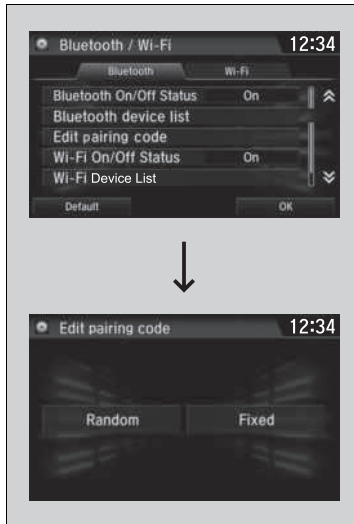 Bluetooth / Wi-Fi 12:34
Bluetooth Wi-Fi
Bluetooth On/Off Status On
Bluetooth device list
Edit pairing code
Wi-Fi On/Off Status On
Wi-Fi Device List
Default OK
Edit pairing code 12:34
Random Fixed